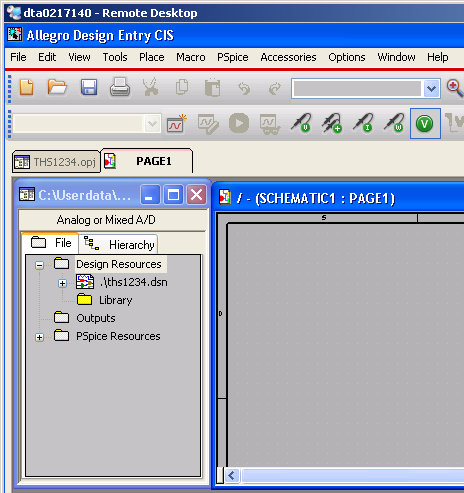 dta0217140 - Remote Desktop
Allegro Design Entry CIS
File Edit View Tools Place Macro PSpice Accessories Options Window Help
V I W V
THS1234.opj PAGE1
C:\Userdata\... / - (SCHEMATIC1 : PAGE1)
Analog or Mixed A/D
File Hierarchy
5
Design Resources
.\ths1234.dsn
Library
D
Outputs
PSpice Resources